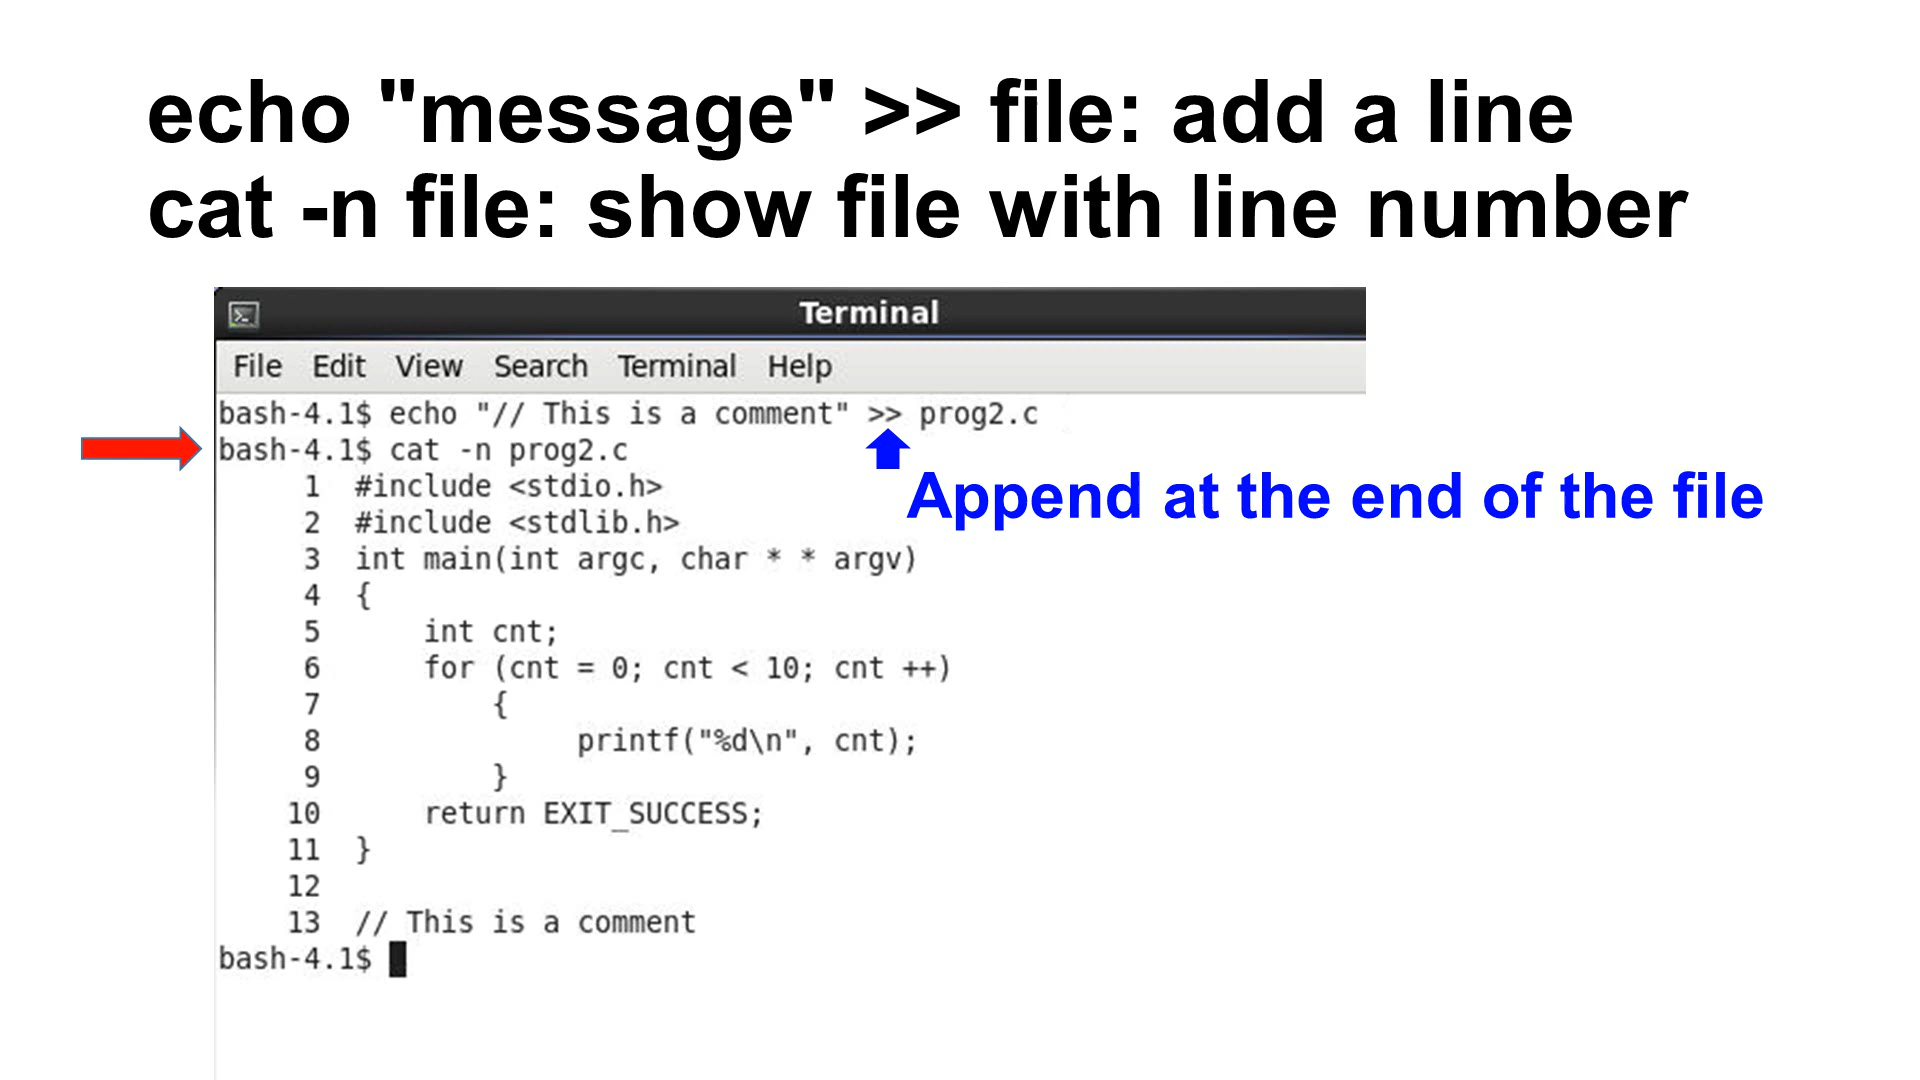 echo "message" >> file: add a line
cat -n file: show file with line number
Terminal
File Edit View Search Terminal Help
bash-4.1$ echo "// This is a comment" >> prog2.c
bash-4.1$ cat -n prog2.c
Append at the end of the file
     1  #include <stdio.h>
     2  #include <stdlib.h>
     3  int main(int argc, char * * argv)
     4  {
     5      int cnt;
     6      for (cnt = 0; cnt < 10; cnt ++)
     7          {
     8               printf("%d\n", cnt);
     9          }
    10      return EXIT_SUCCESS;
    11  }
    12
    13  // This is a comment
bash-4.1$